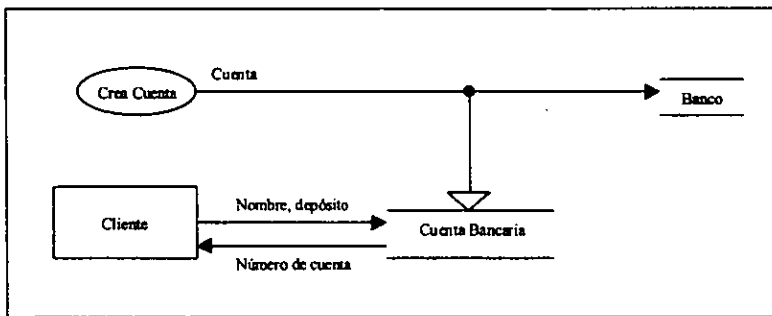 Cuenta
Crea Cuenta
Banco
Nombre, depósito
Cliente
Cuenta Bancaria
Número de cuenta